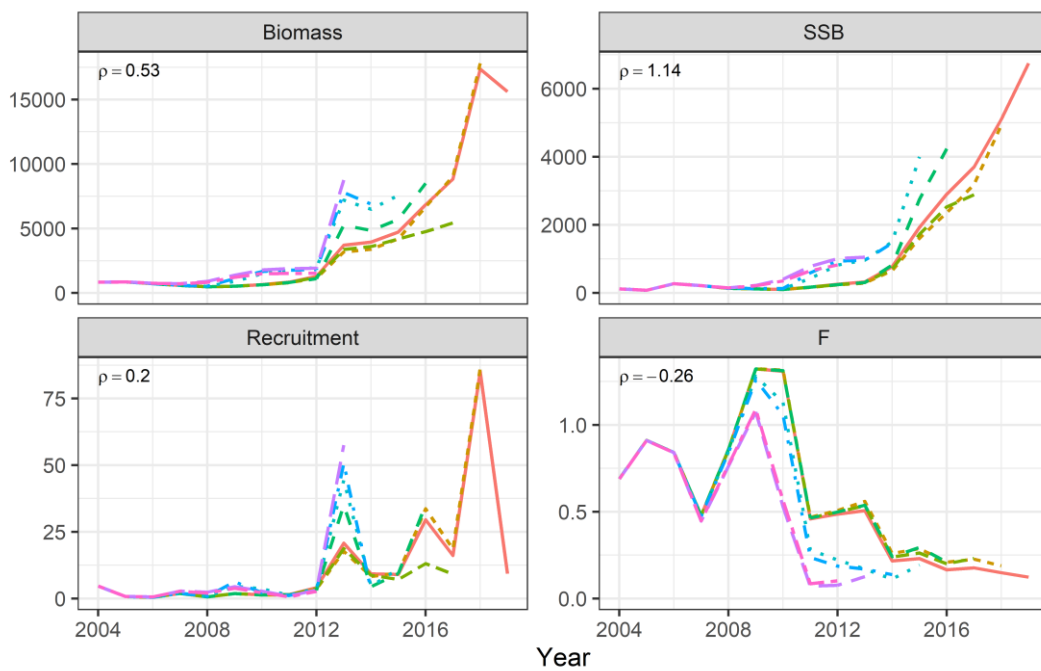 Biomass
SSB
ρ = 0.53
ρ = 1.14
15000
10000
5000
0
6000
4000
2000
0
Recruitment
F
ρ = 0.2
ρ = −0.26
75
50
25
0
1.0
0.5
0.0
2004 2008 2012 2016
2004 2008 2012 2016
Year